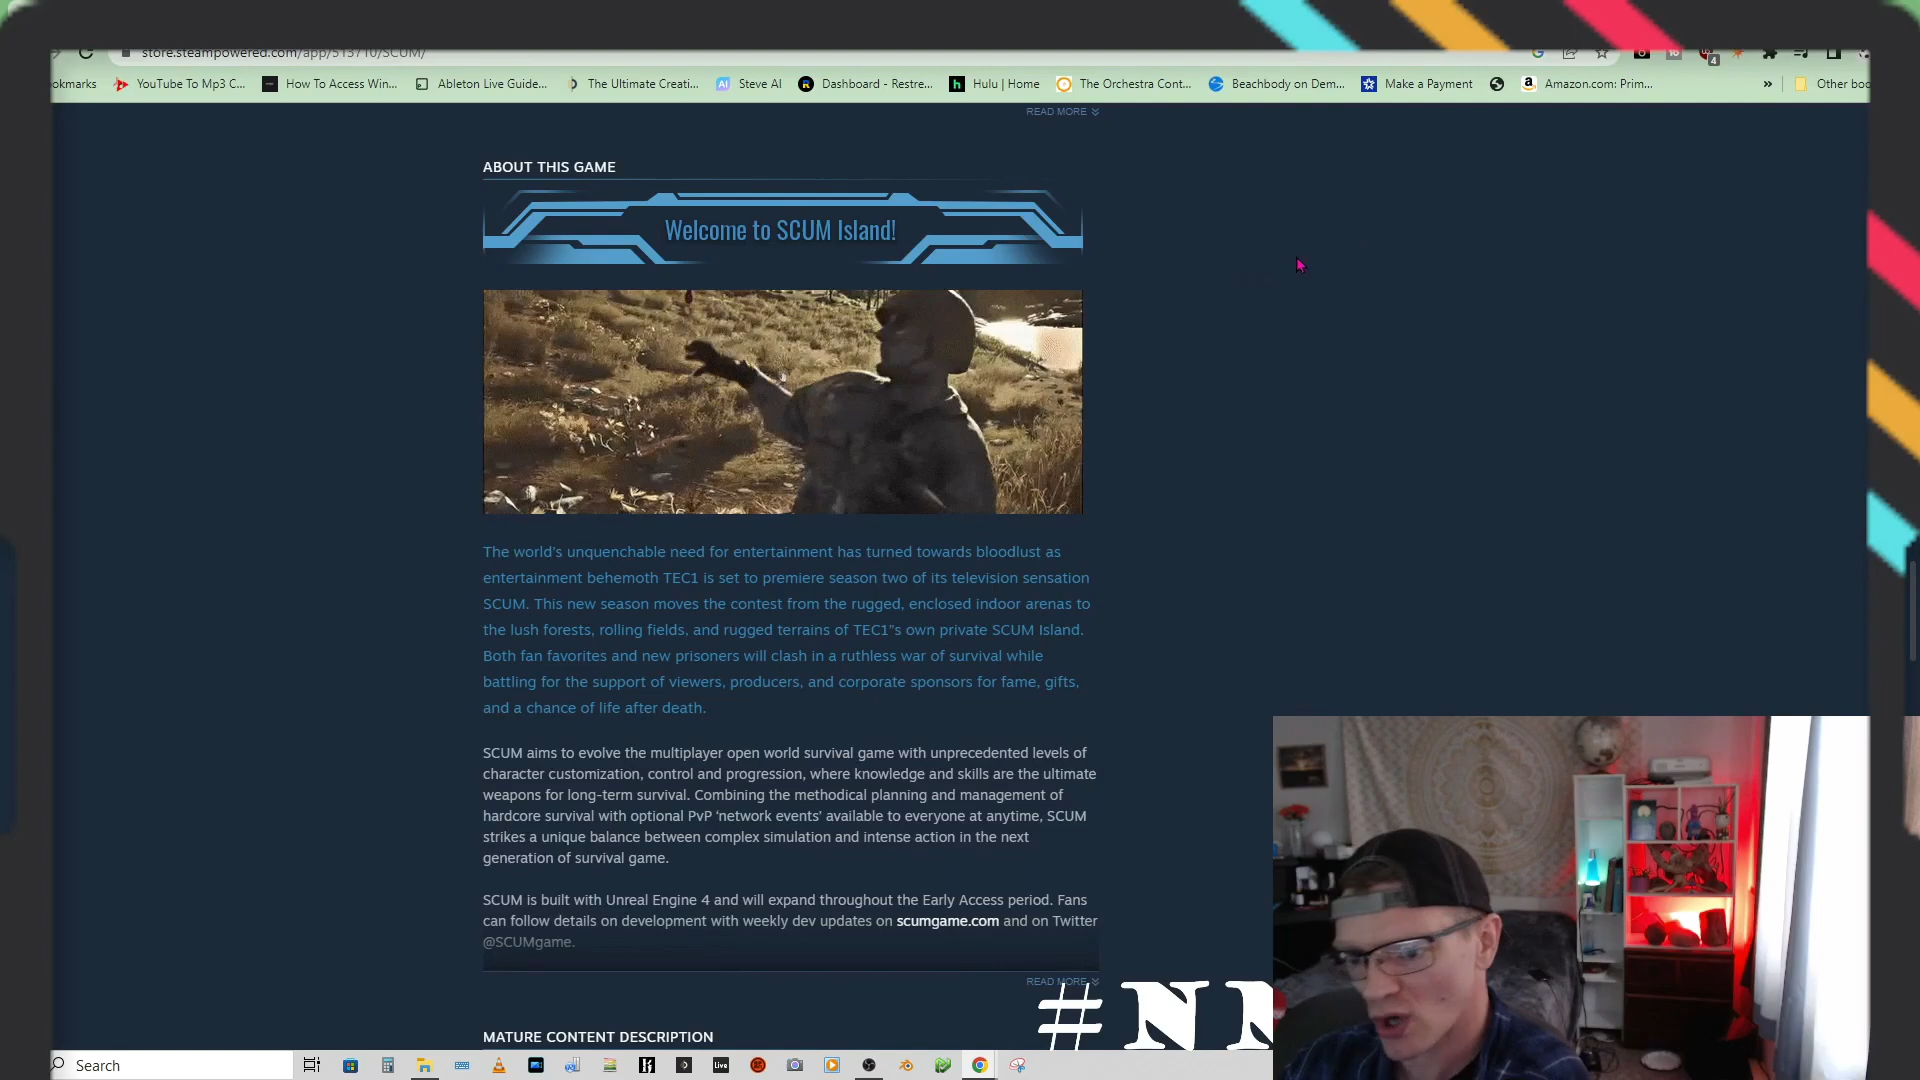 store.steampowered.com/app/513710/SCUM/
ookmarks YouTube To Mp3 C... How To Access Win... Ableton Live Guide... The Ultimate Creati... AI Steve AI Dashboard - Restre... h Hulu | Home The Orchestra Cont... Beachbody on Dem... Make a Payment Amazon.com: Prim... » Other boo
READ MORE
ABOUT THIS GAME
Welcome to SCUM Island!
The world's unquenchable need for entertainment has turned towards bloodlust as
entertainment behemoth TEC1 is set to premiere season two of its television sensation
SCUM. This new season moves the contest from the rugged, enclosed indoor arenas to
the lush forests, rolling fields, and rugged terrains of TEC1"s own private SCUM Island.
Both fan favorites and new prisoners will clash in a ruthless war of survival while
battling for the support of viewers, producers, and corporate sponsors for fame, gifts,
and a chance of life after death.
SCUM aims to evolve the multiplayer open world survival game with unprecedented levels of
character customization, control and progression, where knowledge and skills are the ultimate
weapons for long-term survival. Combining the methodical planning and management of
hardcore survival with optional PvP ‘network events’ available to everyone at anytime, SCUM
strikes a unique balance between complex simulation and intense action in the next
generation of survival game.
SCUM is built with Unreal Engine 4 and will expand throughout the Early Access period. Fans
can follow details on development with weekly dev updates on scumgame.com and on Twitter
@SCUMgame.
READ MORE
#NN
MATURE CONTENT DESCRIPTION
Search
Live